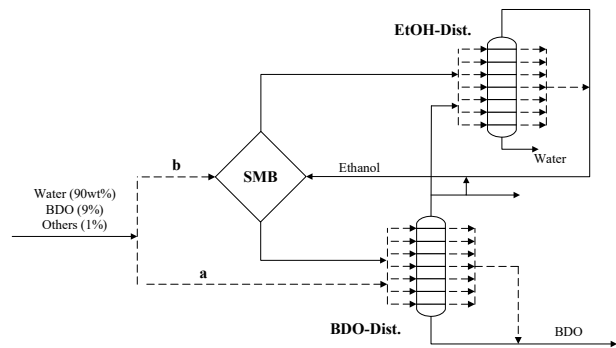 EtOH-Dist.
b
SMB
Ethanol
Water
Water (90wt%)
BDO (9%)
Others (1%)
a
BDO-Dist.
BDO